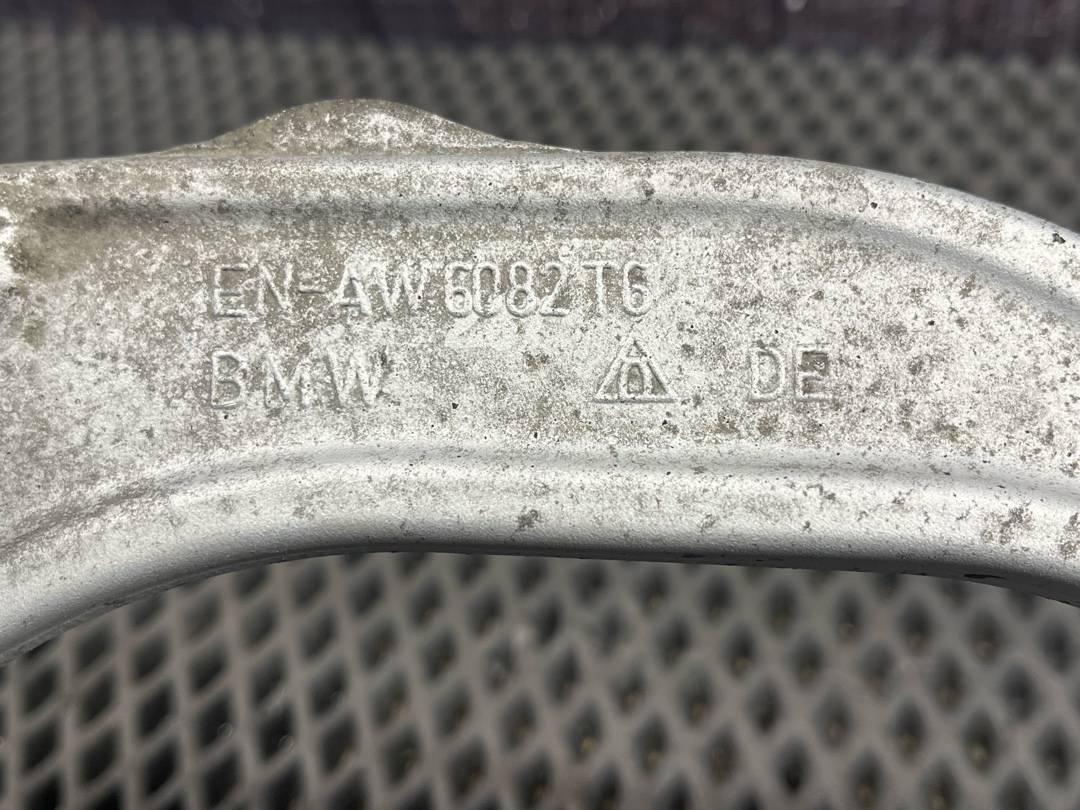 EN-AW 6082 T6
BMW DE